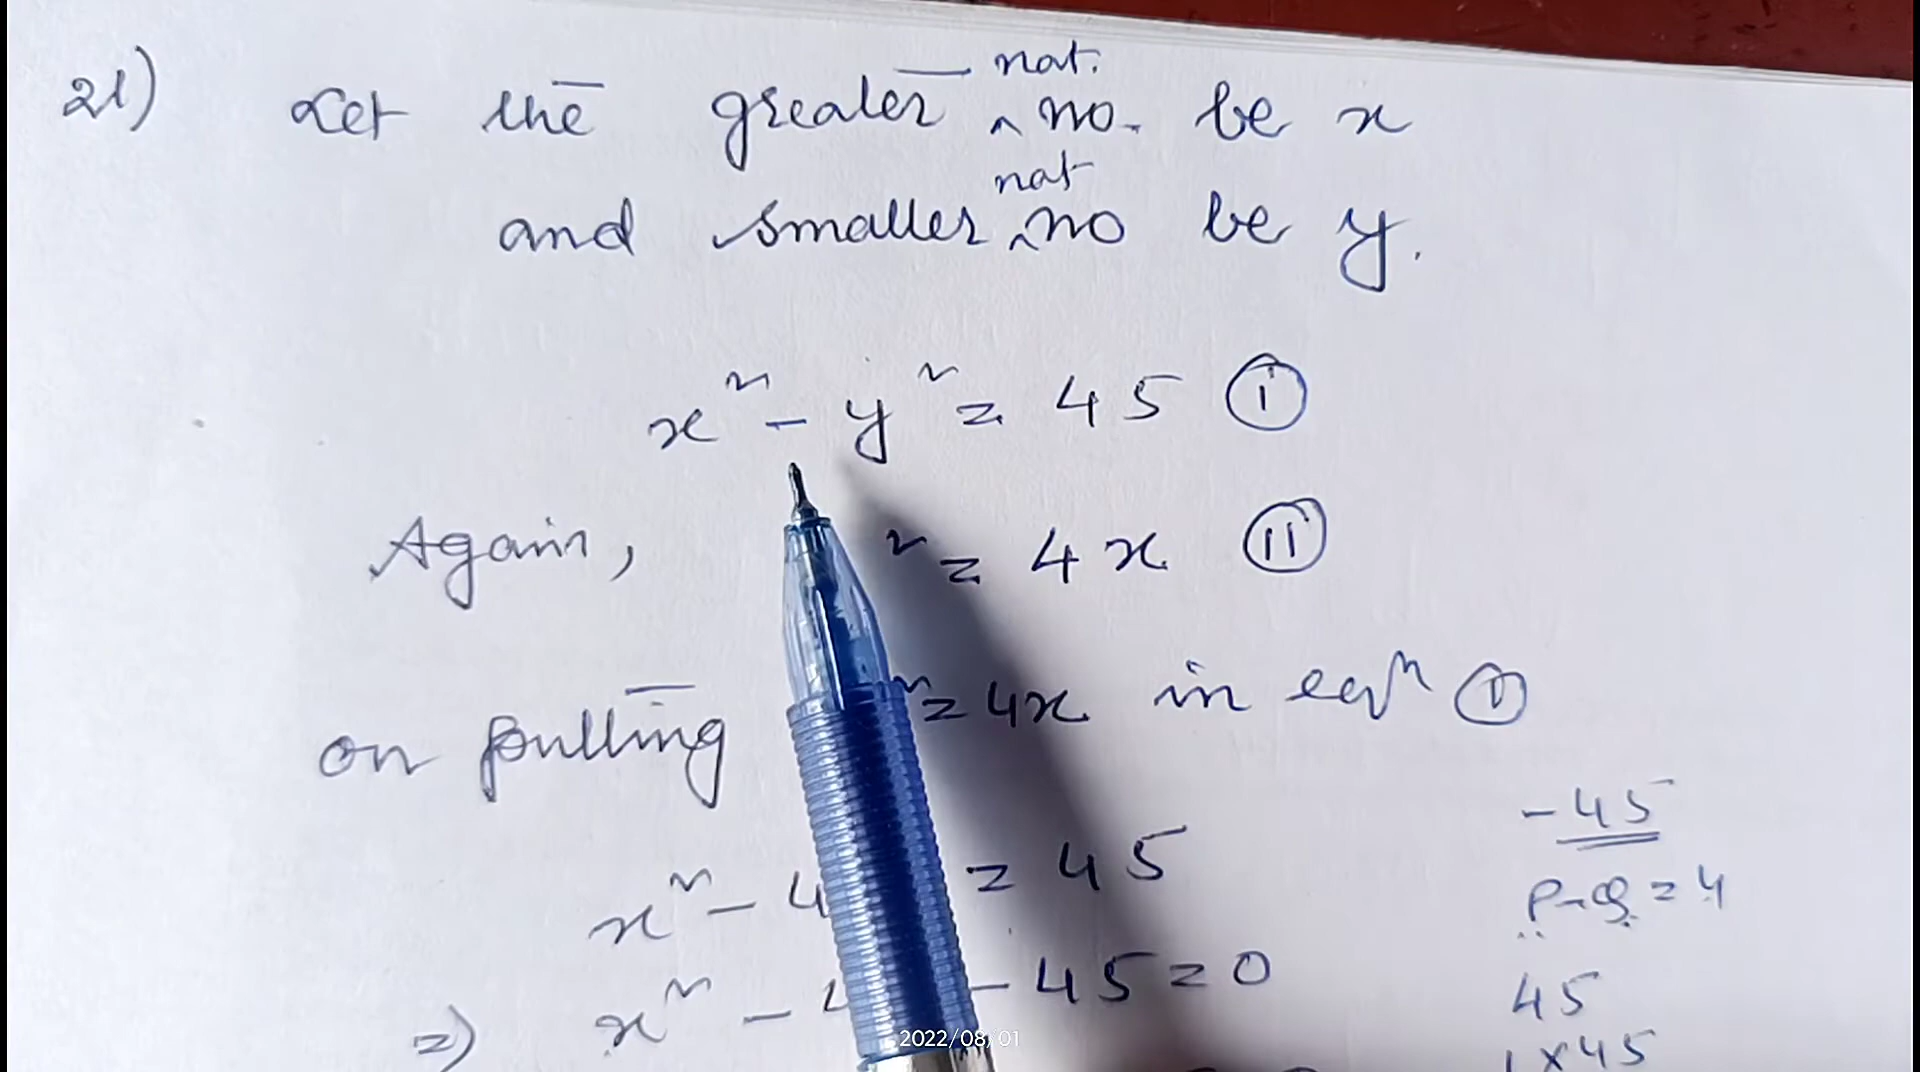 21) Let the greater nat. no. be x
and smaller nat no be y.
x² - y² = 45 (i)
Again, ² = 4x (ii)
on putting ² = 4x in eqⁿ (i)
x² - 4 = 45
=) x² - 4 - 45 = 0
-45
P-Q = 4
45
1 x 45
2022/08/01